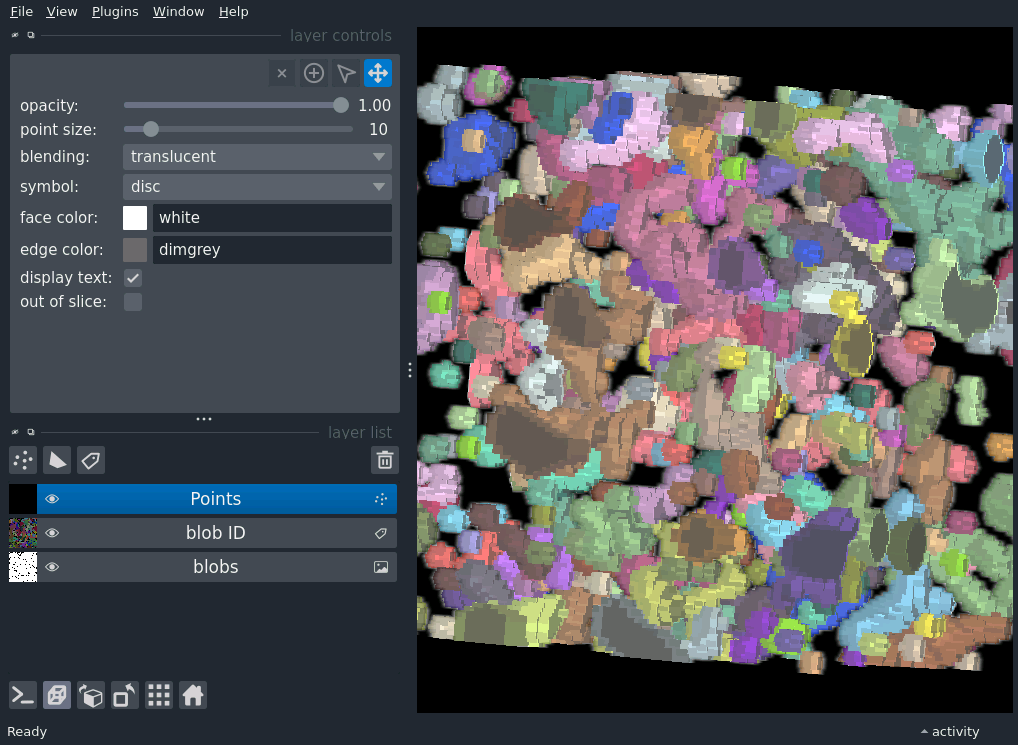 File View Plugins Window Help
layer controls
opacity: 1.00
point size: 10
blending: translucent
symbol: disc
face color: white
edge color: dimgrey
display text:
out of slice:
layer list
Points
blob ID
blobs
Ready
activity